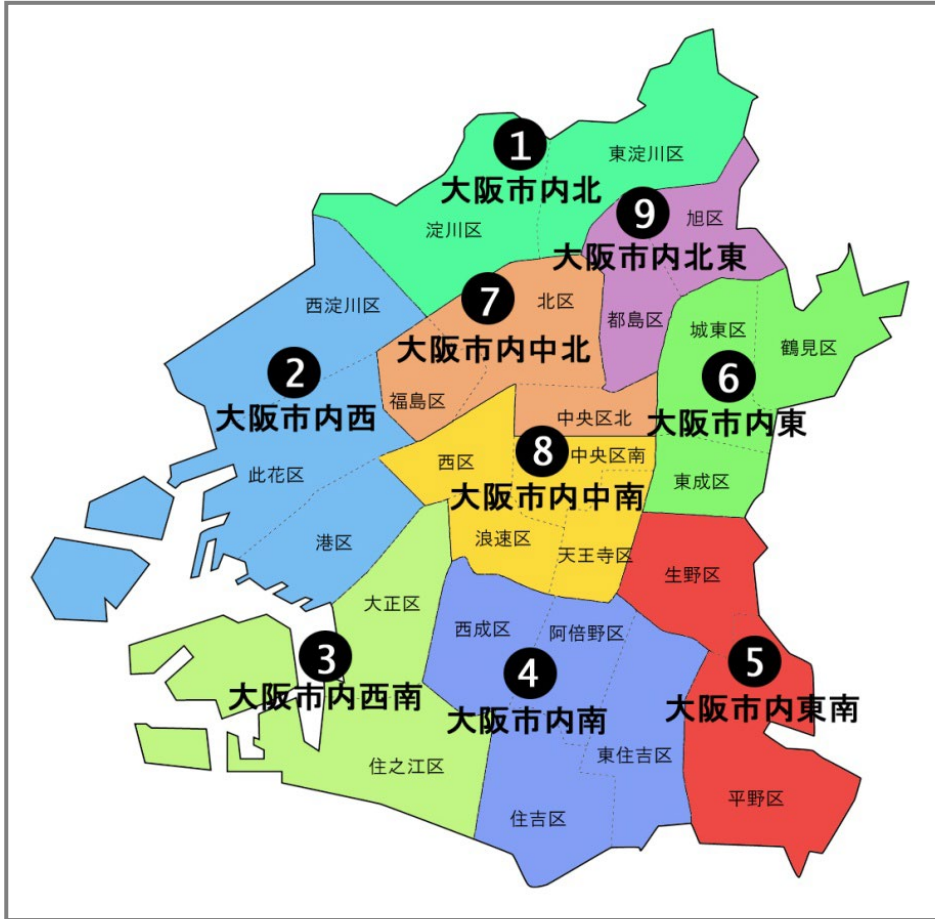 1
大阪市内北
東淀川区
淀川区
9
旭区
大阪市内北東
都島区
西淀川区
2
大阪市内西
此花区
港区
7
北区
大阪市内中北
福島区
中央区北
城東区
鶴見区
6
大阪市内東
東成区
8
中央区南
西区
大阪市内中南
浪速区
天王寺区
生野区
5
大阪市内東南
平野区
大正区
3
大阪市内西南
住之江区
西成区
阿倍野区
4
大阪市内南
東住吉区
住吉区